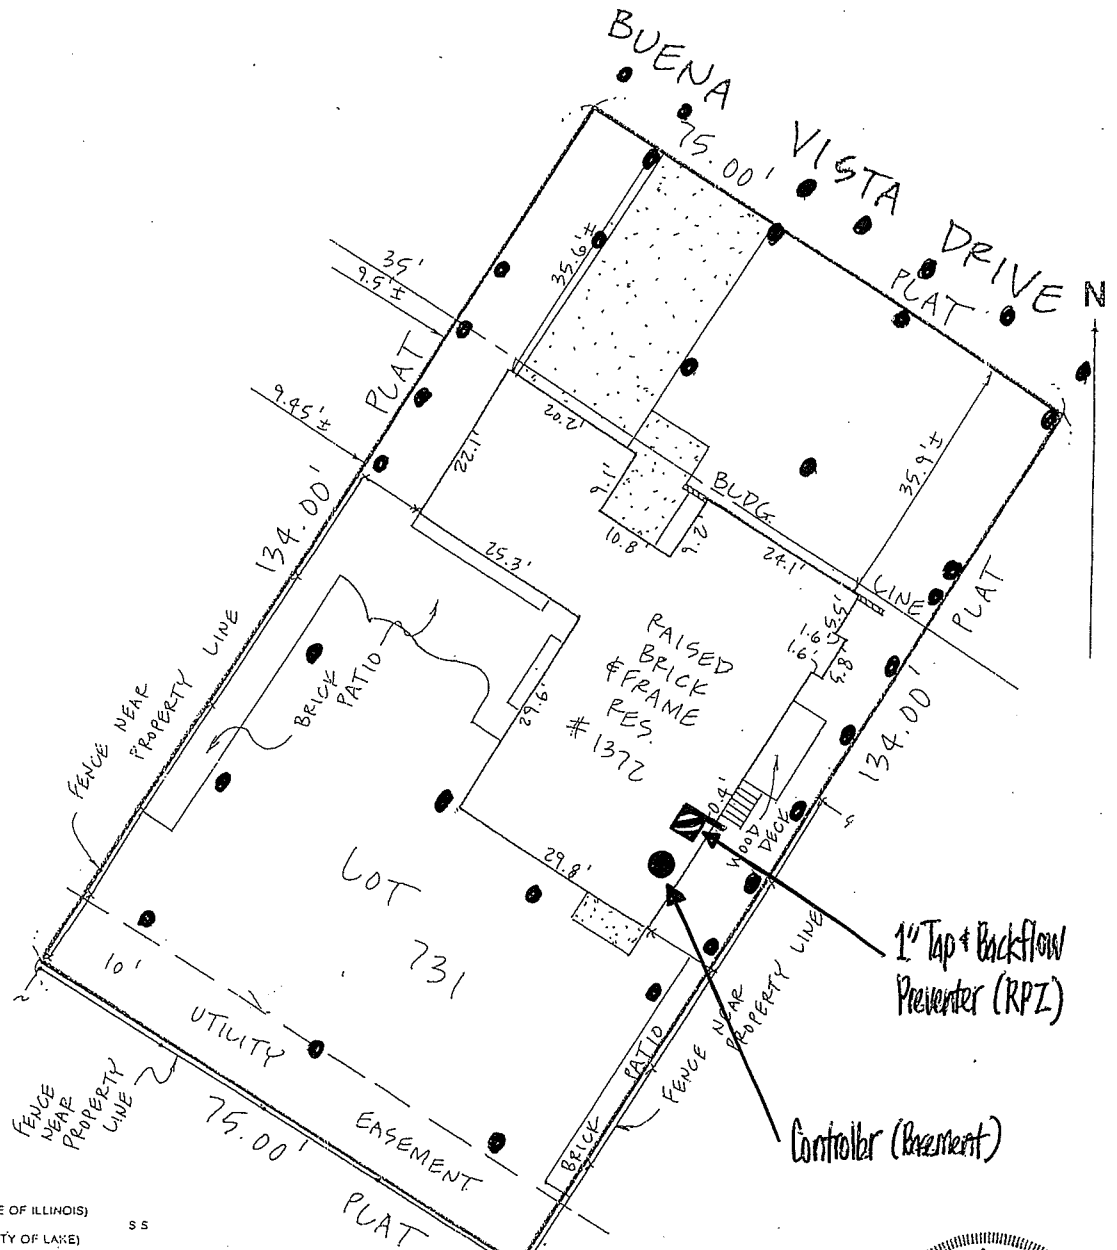 BUENA VISTA DRIVE
75.00'
PLAT
N
35'
9.5'±
35.6'±
PLAT
9.45'±
20.2'
22.1'
9.1'
10.8'
9.2'
BLDG. LINE
24.1'
35.9'±
PLAT
134.00'
25.3'
5.5'
1.6'
1.6'
5.8'
RAISED
BRICK
& FRAME
RES.
# 1372
29.6'
BRICK
PATIO
FENCE NEAR
PROPERTY LINE
134.00'
0.4'
WOOD
DECK
29.8'
LOT
731
1" Tap & Backflow
Preventer (RPZ)
10'
UTILITY EASEMENT
BRICK PATIO
FENCE NEAR
PROPERTY LINE
FENCE
NEAR
PROPERTY
LINE
75.00'
PLAT
Controller (Basement)
E OF ILLINOIS)
S S
TY OF LAKE)